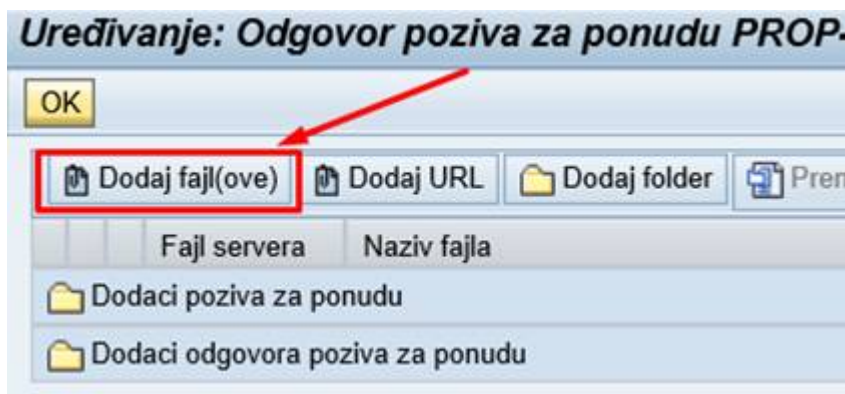 Uređivanje: Odgovor poziva za ponudu PROP-
OK
Dodaj fajl(ove) Dodaj URL Dodaj folder
Fajl servera Naziv fajla
Dodaci poziva za ponudu
Dodaci odgovora poziva za ponudu